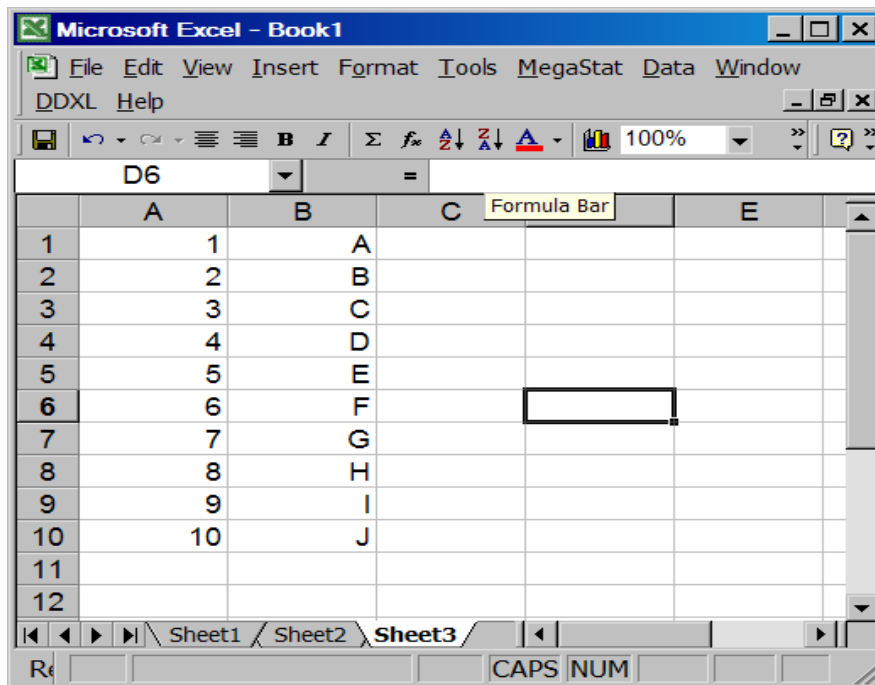 Microsoft Excel - Book1
File Edit View Insert Format Tools MegaStat Data Window
DDXL Help
B I Σ fx A Z Z A A 100% » ? »
D6 =
Formula Bar
A B C E
1 1 A
2 2 B
3 3 C
4 4 D
5 5 E
6 6 F
7 7 G
8 8 H
9 9 I
10 10 J
11
12
Sheet1 Sheet2 Sheet3
CAPS NUM